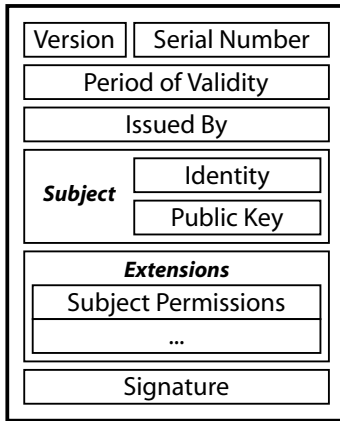 Version Serial Number
Period of Validity
Issued By
Subject
Identity
Public Key
Extensions
Subject Permissions
...
Signature